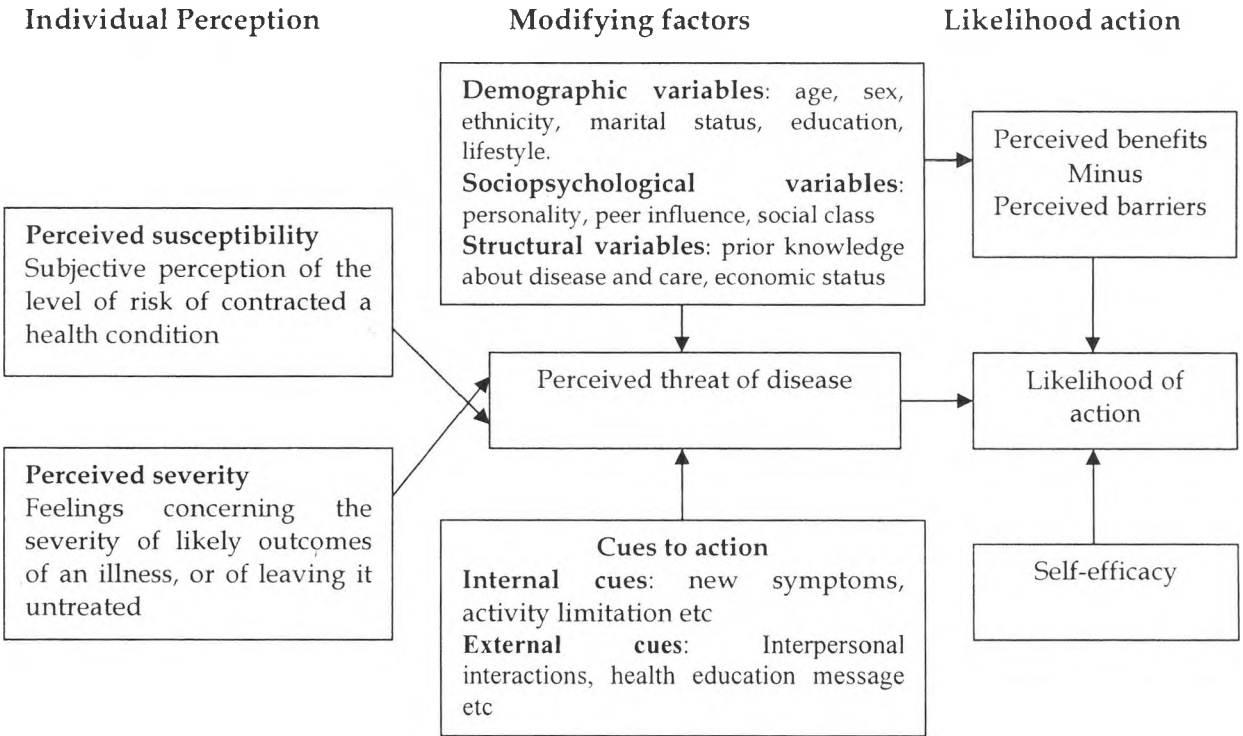 Individual Perception
Modifying factors
Likelihood action
Demographic variables: age, sex,
ethnicity, marital status, education,
lifestyle.
Sociopsychological variables:
personality, peer influence, social class
Structural variables: prior knowledge
about disease and care, economic status
Perceived benefits
Minus
Perceived barriers
Perceived susceptibility
Subjective perception of the
level of risk of contracted a
health condition
Perceived threat of disease
Likelihood of
action
Perceived severity
Feelings concerning the
severity of likely outcomes
of an illness, or of leaving it
untreated
Cues to action
Internal cues: new symptoms,
activity limitation etc
External cues: Interpersonal
interactions, health education message
etc
Self-efficacy